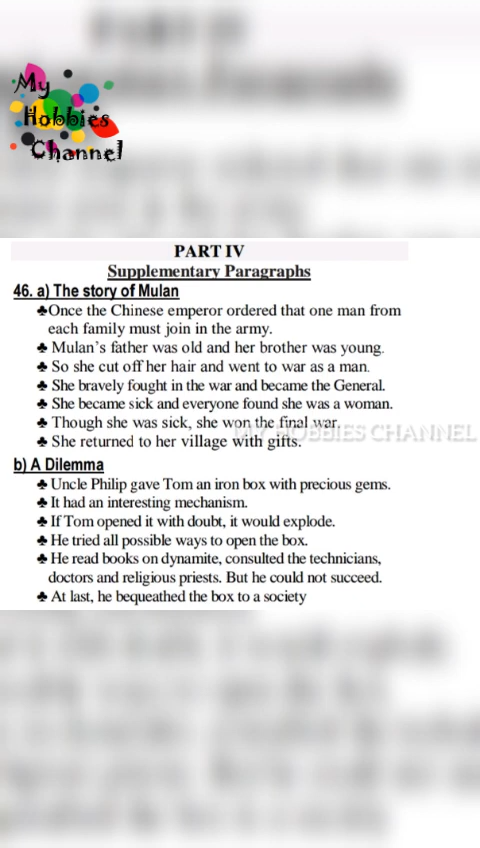 My
Hobbies
Channel
PART IV
Supplementary Paragraphs
46. a) The story of Mulan
♣Once the Chinese emperor ordered that one man from
each family must join in the army.
♣ Mulan’s father was old and her brother was young.
♣ So she cut off her hair and went to war as a man.
♣ She bravely fought in the war and became the General.
♣ She became sick and everyone found she was a woman.
♣ Though she was sick, she won the final war.
MY HOBBIES CHANNEL
♣ She returned to her village with gifts.
b) A Dilemma
♣ Uncle Philip gave Tom an iron box with precious gems.
♣ It had an interesting mechanism.
♣ If Tom opened it with doubt, it would explode.
♣ He tried all possible ways to open the box.
♣ He read books on dynamite, consulted the technicians,
doctors and religious priests. But he could not succeed.
♣ At last, he bequeathed the box to a society